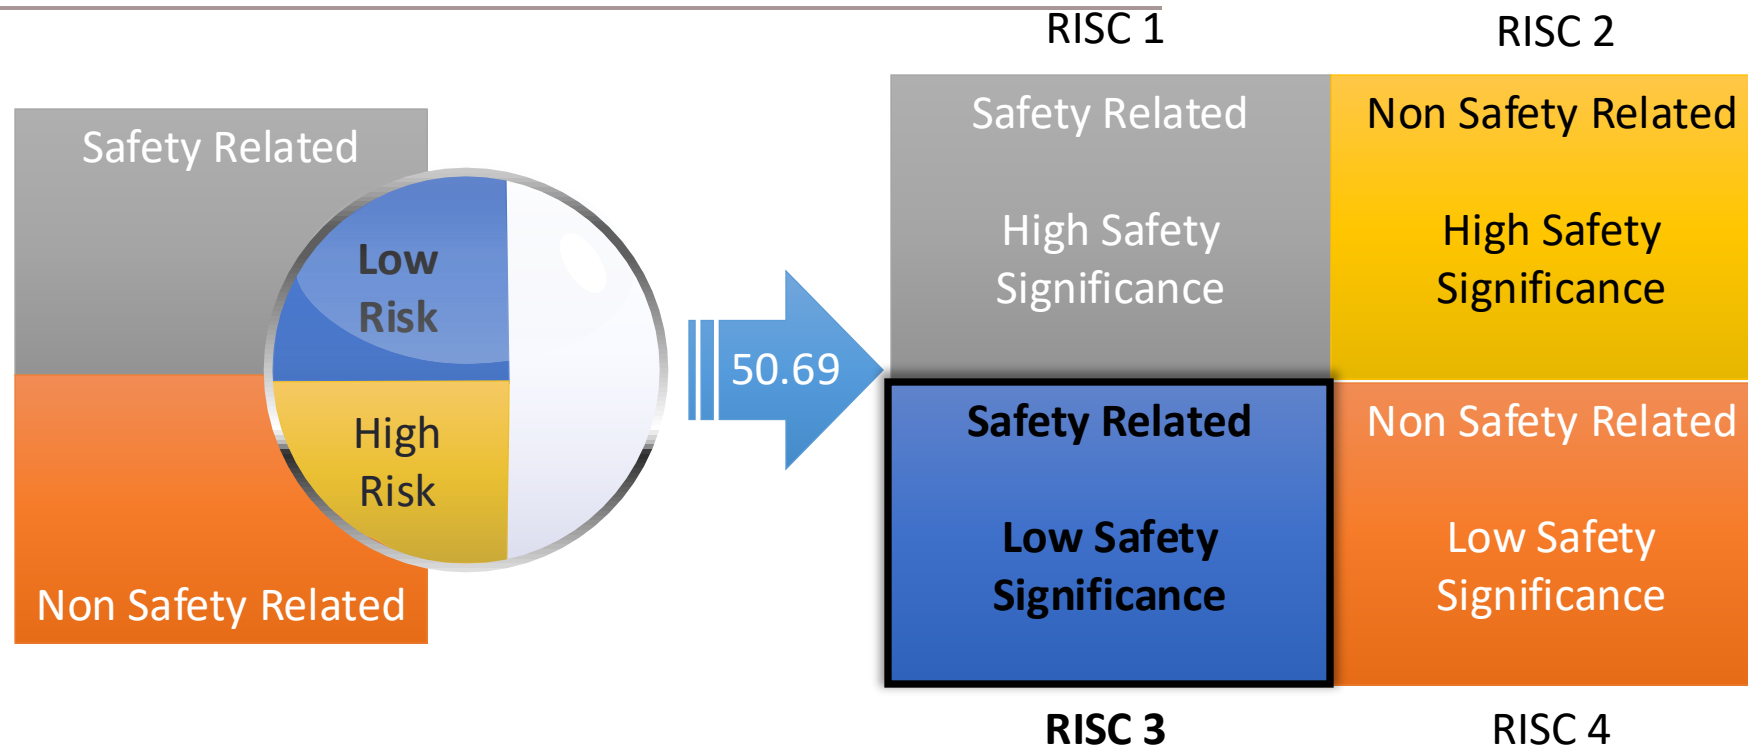 Safety Related
Low
Risk
High
Risk
Non Safety Related
50.69
RISC 1
Safety Related
High Safety
Significance
RISC 2
Non Safety Related
High Safety
Significance
Safety Related
Low Safety
Significance
RISC 3
Non Safety Related
Low Safety
Significance
RISC 4